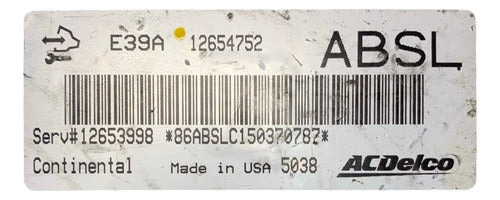 E39A 12654752 ABSL
Serv#12653998 *86ABSLC150370787*
Continental Made in USA 5038 ACDelco